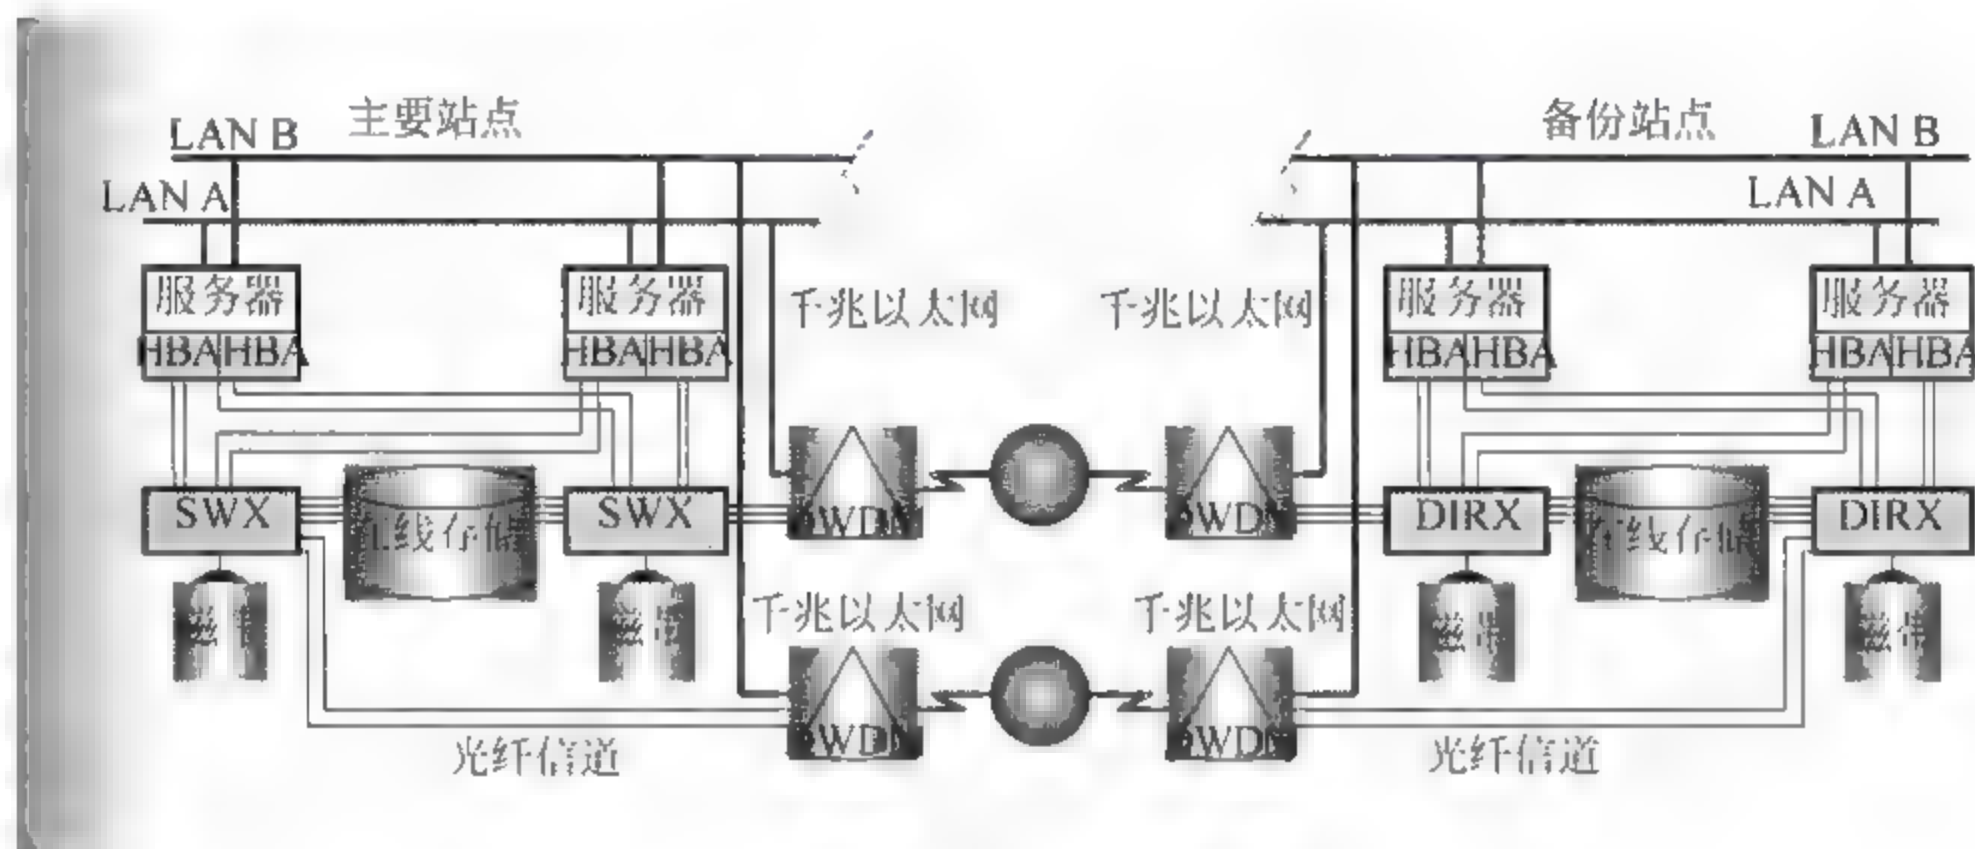 主要站点
备份站点
LAN B
LAN B
LAN A
LAN A
服务器
服务器
千兆以太网
千兆以太网
服务器
服务器
HBA HBA
HBA HBA
HBA HBA
HBA HBA
SWX
在线存储
SWX
DWDM
DWDM
DIRX
在线存储
DIRX
磁带
磁带
千兆以太网
千兆以太网
磁带
磁带
DWDM
DWDM
光纤信道
光纤信道